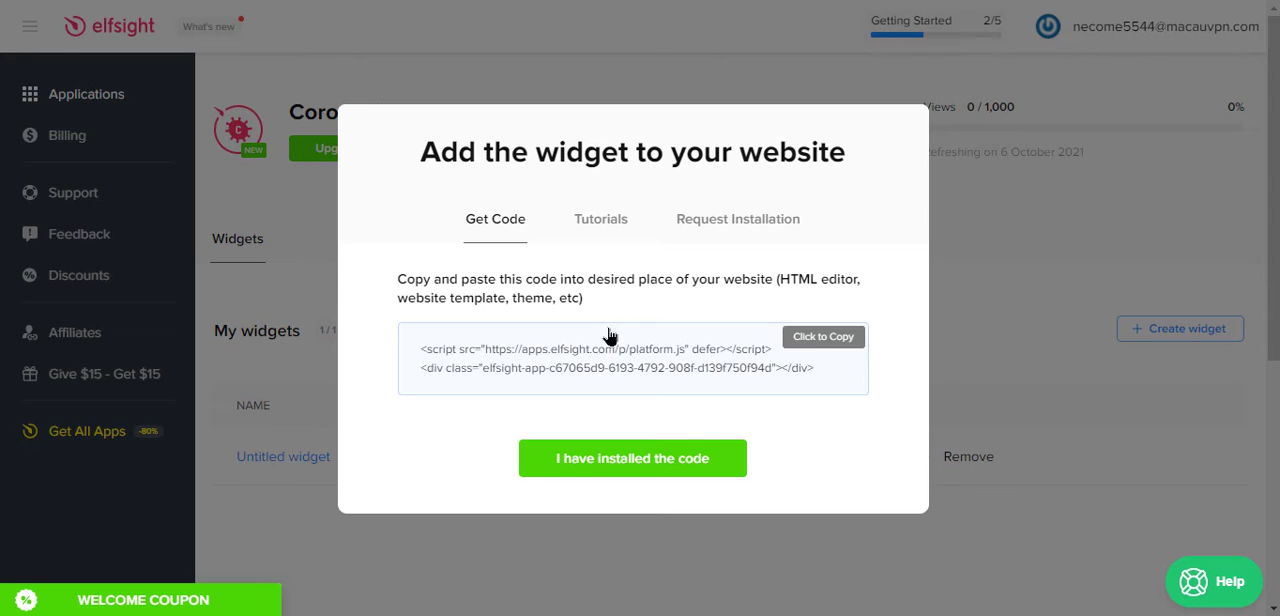 elfsight
What's new
Getting Started 2/5
necome5544@macauvpn.com
Applications
Billing
Support
Feedback
Discounts
Affiliates
Give $15 - Get $15
Get All Apps -80%
WELCOME COUPON
C
NEW
Coro
Upg
Views 0 / 1,000
0%
efreshing on 6 October 2021
Widgets
My widgets 1 / 1
+ Create widget
NAME
Untitled widget
Remove
Add the widget to your website
Get Code
Tutorials
Request Installation
Copy and paste this code into desired place of your website (HTML editor,
website template, theme, etc)
Click to Copy
<script src="https://apps.elfsight.com/p/platform.js" defer></script>
<div class="elfsight-app-c67065d9-6193-4792-908f-d139f750f94d"></div>
I have installed the code
Help